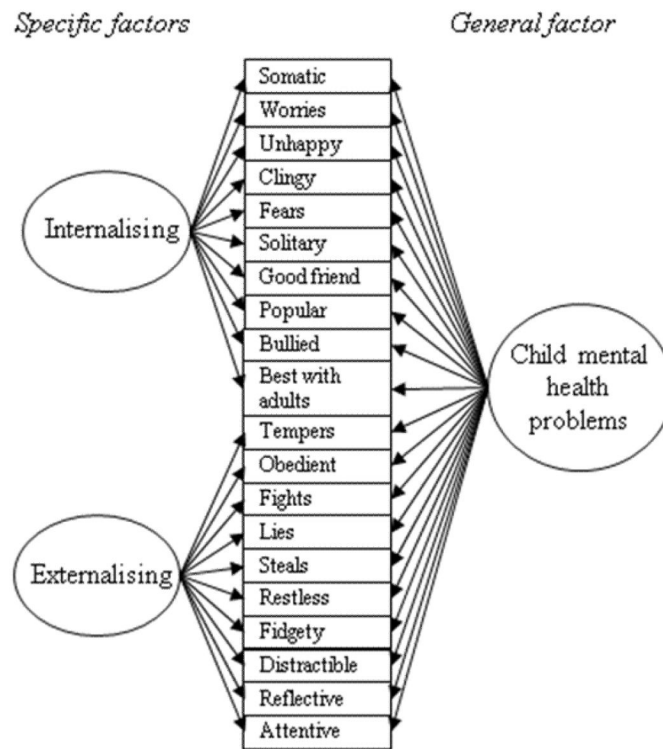 Specific factors
General factor
Somatic
Worries
Unhappy
Clingy
Fears
Solitary
Good friend
Popular
Bullied
Best with
adults
Tempers
Obedient
Fights
Lies
Steals
Restless
Fidgety
Distractible
Reflective
Attentive
Internalising
Externalising
Child mental
health
problems